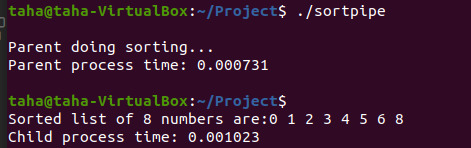 taha@taha-VirtualBox:~/Project$ ./sortpipe
Parent doing sorting...
Parent process time: 0.000731
taha@taha-VirtualBox:~/Project$
Sorted list of 8 numbers are:0 1 2 3 4 5 6 8
Child process time: 0.001023